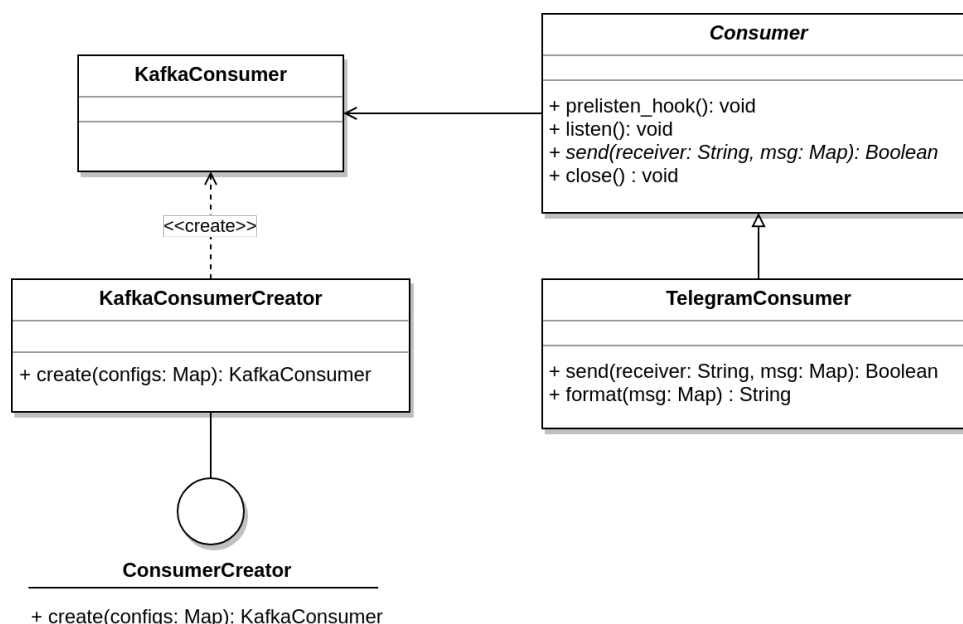 Consumer
+ prelisten_hook(): void
+ listen(): void
+ send(receiver: String, msg: Map): Boolean
+ close() : void
KafkaConsumer
<<create>>
KafkaConsumerCreator
+ create(configs: Map): KafkaConsumer
TelegramConsumer
+ send(receiver: String, msg: Map): Boolean
+ format(msg: Map) : String
ConsumerCreator
+ create(configs: Map): KafkaConsumer